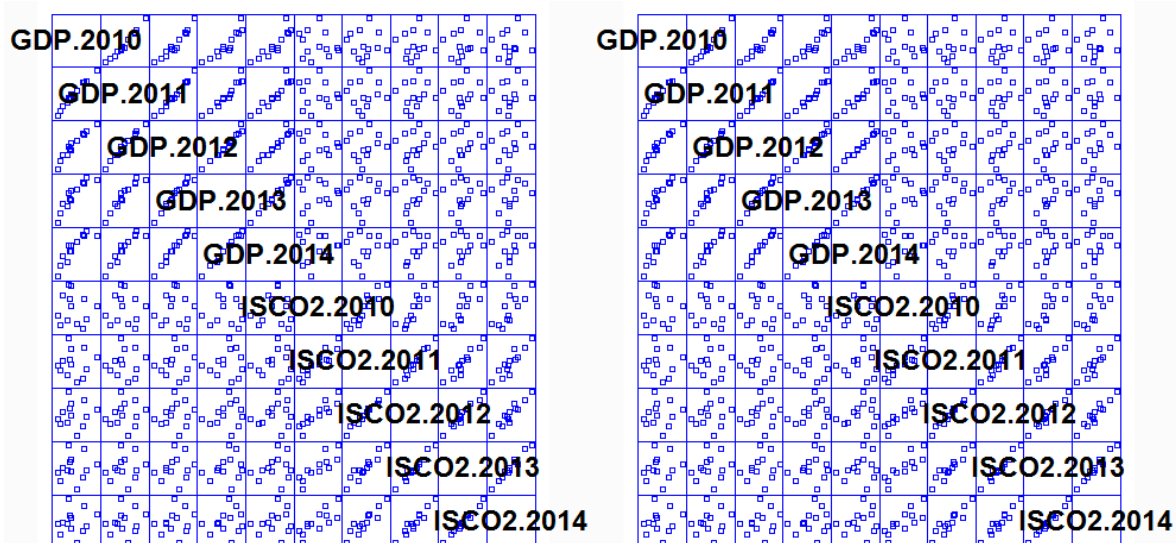 GDP.2010 GDP.2010
GDP.2011 GDP.2011
GDP.2012 GDP.2012
GDP.2013 GDP.2013
GDP.2014 GDP.2014
ISCO2.2010 ISCO2.2010
ISCO2.2011 ISCO2.2011
ISCO2.2012 ISCO2.2012
ISCO2.2013 ISCO2.2013
ISCO2.2014 ISCO2.2014